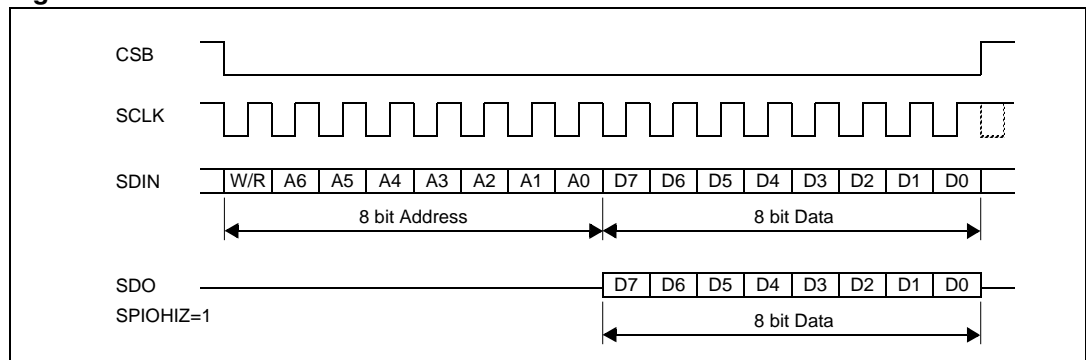 CSB
SCLK
SDIN W/R A6 A5 A4 A3 A2 A1 A0 D7 D6 D5 D4 D3 D2 D1 D0
8 bit Address 8 bit Data
SDO D7 D6 D5 D4 D3 D2 D1 D0
SPIOHIZ=1 8 bit Data